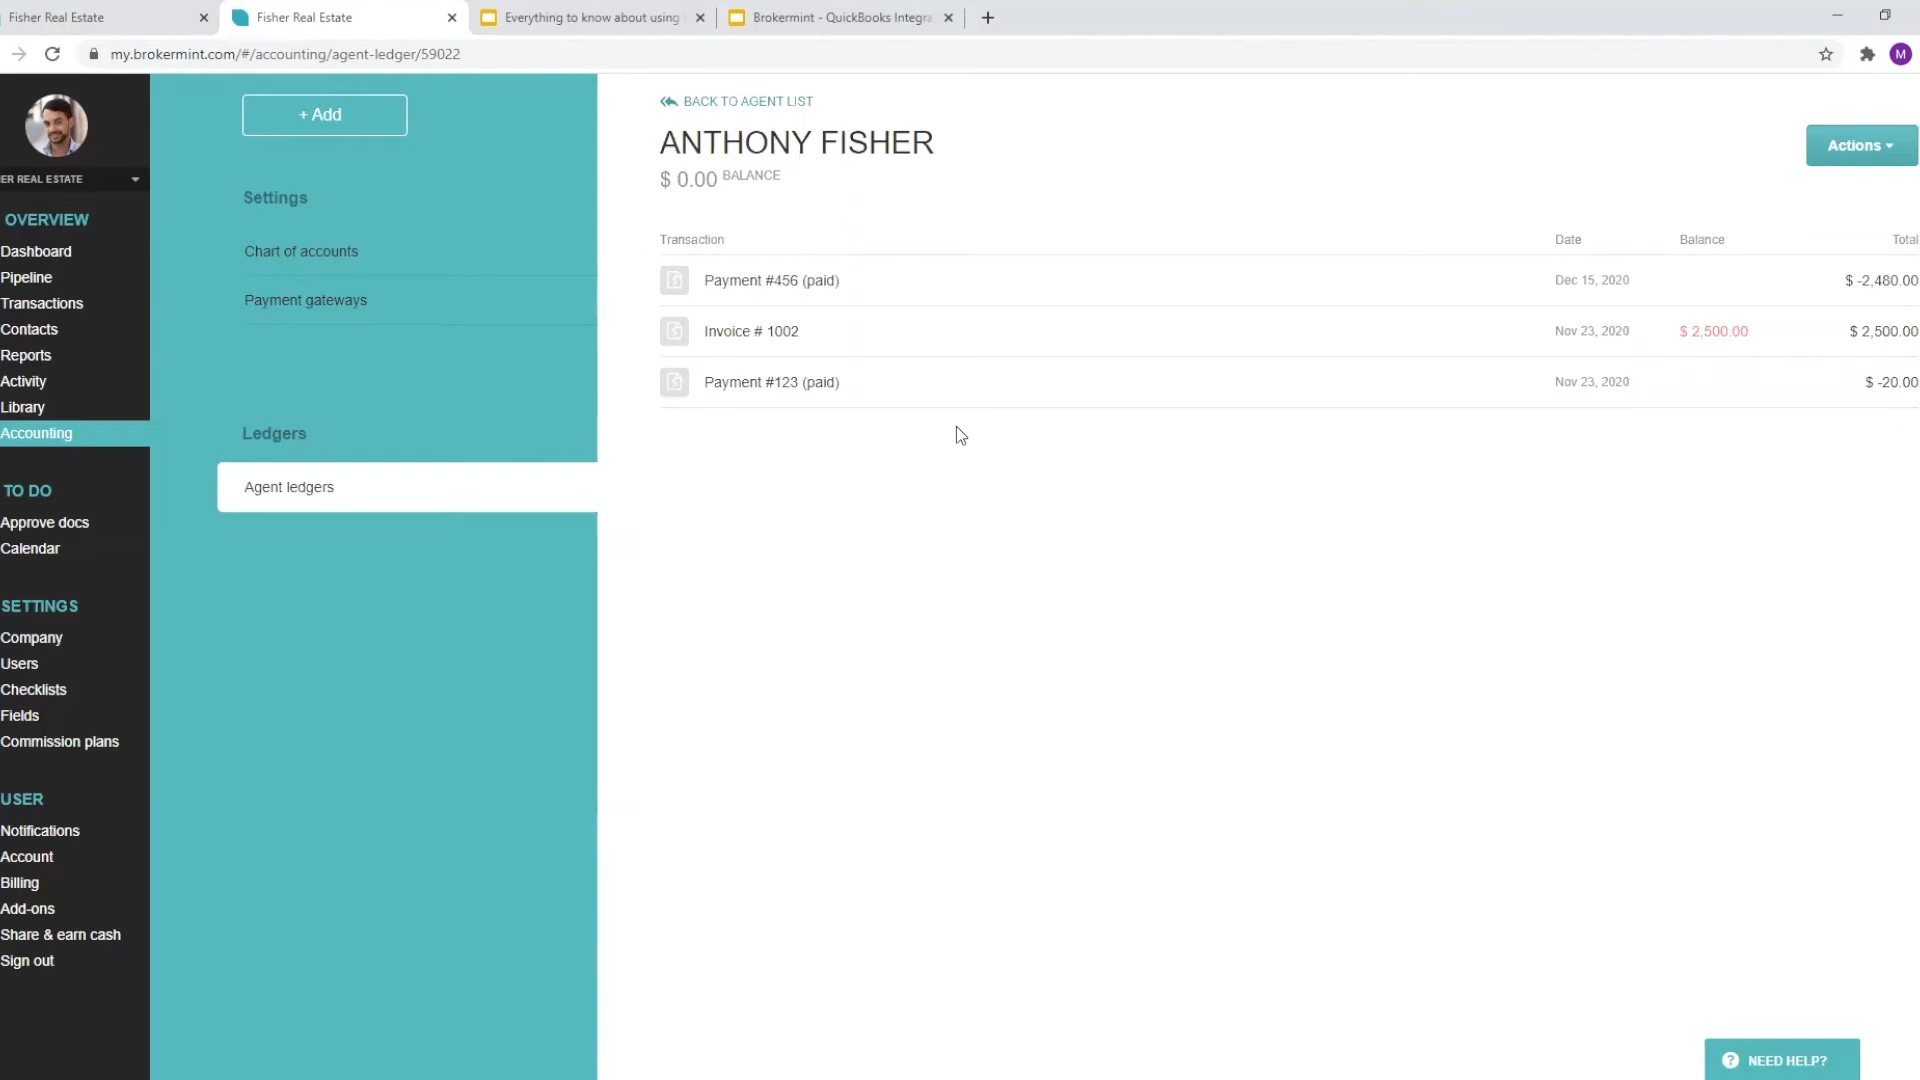 Fisher Real Estate
Fisher Real Estate
Everything to know about using
Brokermint - QuickBooks Integra
my.brokermint.com/#/accounting/agent-ledger/59022
M
ER REAL ESTATE
OVERVIEW
Dashboard
Pipeline
Transactions
Contacts
Reports
Activity
Library
Accounting
TO DO
Approve docs
Calendar
SETTINGS
Company
Users
Checklists
Fields
Commission plans
USER
Notifications
Account
Billing
Add-ons
Share & earn cash
Sign out
+ Add
Settings
Chart of accounts
Payment gateways
Ledgers
Agent ledgers
BACK TO AGENT LIST
ANTHONY FISHER
$ 0.00 BALANCE
Actions
Transaction Date Balance Total
Payment #456 (paid) Dec 15, 2020 $ -2,480.00
Invoice # 1002 Nov 23, 2020 $ 2,500.00 $ 2,500.00
Payment #123 (paid) Nov 23, 2020 $ -20.00
? NEED HELP?